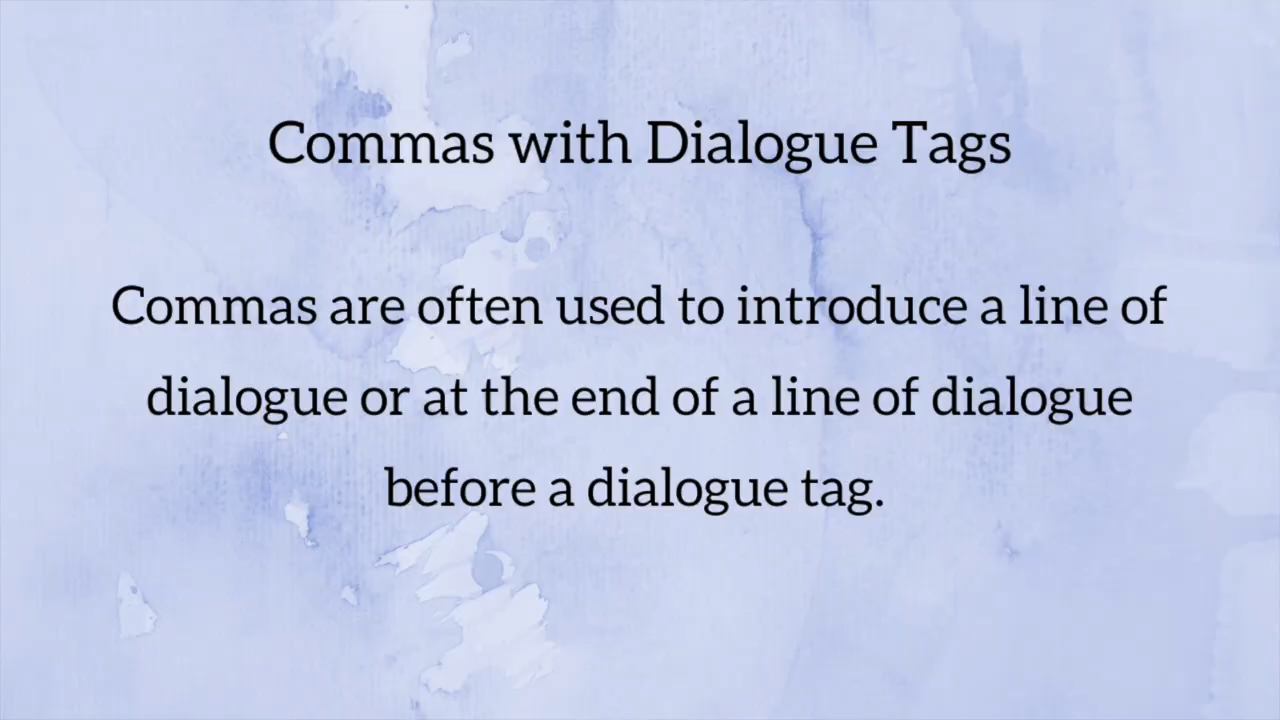 Commas with Dialogue Tags
Commas are often used to introduce a line of
dialogue or at the end of a line of dialogue
before a dialogue tag.